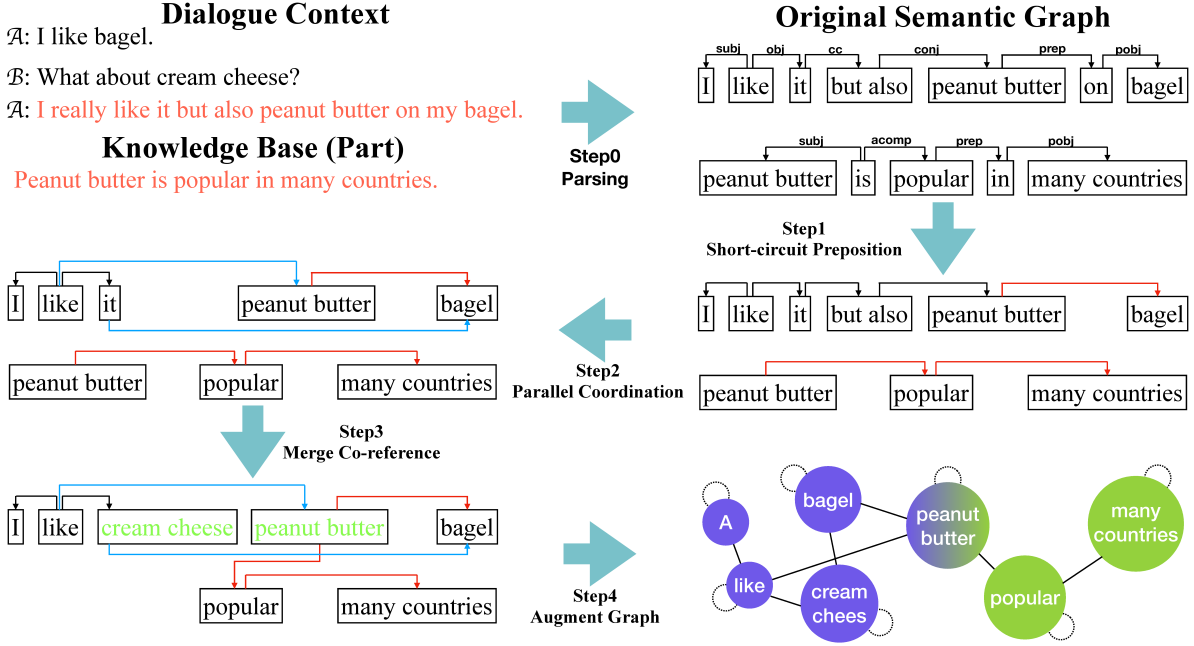 Dialogue Context
A: I like bagel.
B: What about cream cheese?
A: I really like it but also peanut butter on my bagel.
Knowledge Base (Part)
Peanut butter is popular in many countries.
Step0
Parsing
Original Semantic Graph
subj obj cc conj prep pobj
I like it but also peanut butter on bagel
subj acomp prep pobj
peanut butter is popular in many countries
Step1
Short-circuit Preposition
I like it but also peanut butter bagel
peanut butter popular many countries
Step2
Parallel Coordination
I like it peanut butter bagel
peanut butter popular many countries
Step3
Merge Co-reference
I like cream cheese peanut butter bagel
popular many countries
Step4
Augment Graph
A
bagel
peanut
butter
many
countries
like
cream
chees
popular